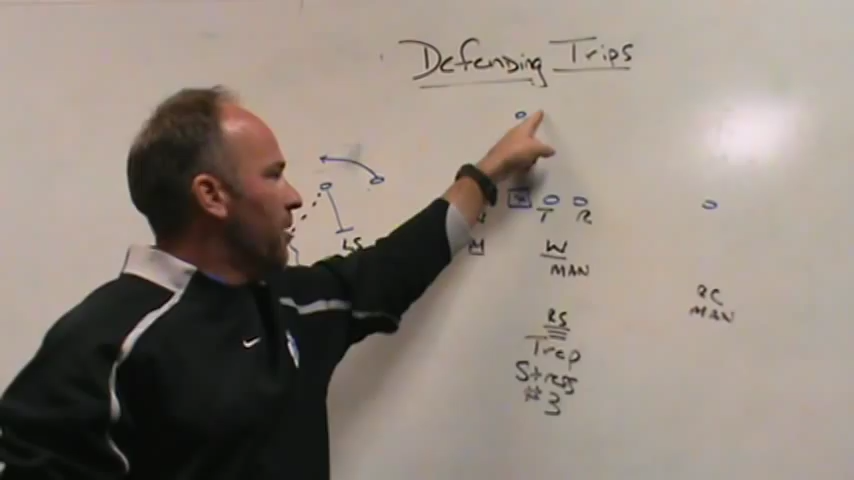 Defending Trips
T R
LS
M
W
MAN
RC
MAN
RS
Trap
Stress
#3